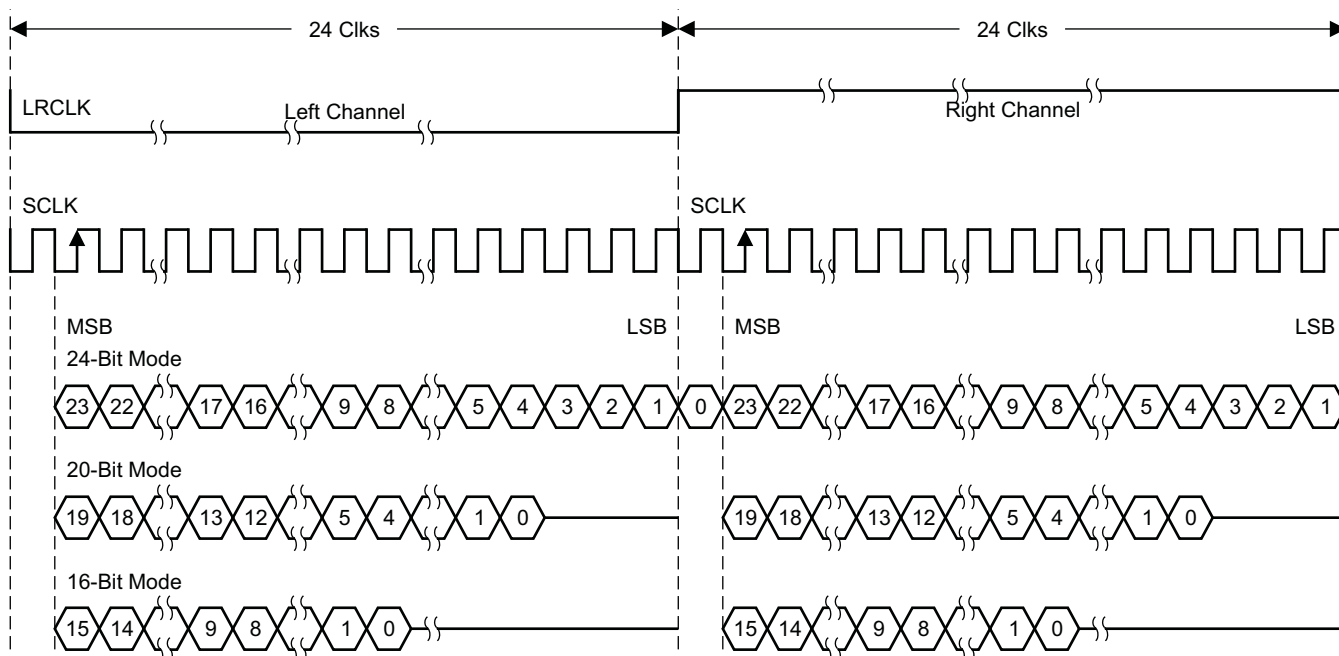 24 Clks 24 Clks
LRCLK Left Channel Right Channel
SCLK SCLK
MSB LSB MSB LSB
24-Bit Mode
23 22 17 16 9 8 5 4 3 2 1 0 23 22 17 16 9 8 5 4 3 2 1
20-Bit Mode
19 18 13 12 5 4 1 0 19 18 13 12 5 4 1 0
16-Bit Mode
15 14 9 8 1 0 15 14 9 8 1 0